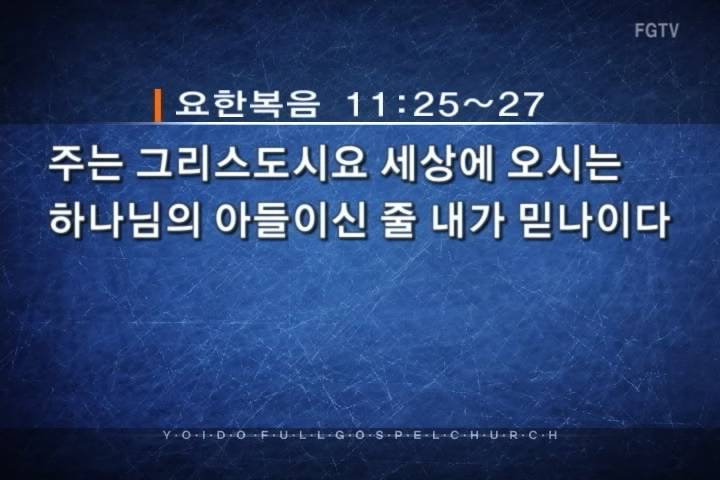 FGTV
요한복음 11:25~27
주는 그리스도시요 세상에 오시는
하나님의 아들이신 줄 내가 믿나이다
Y·O·I·D·O·F·U·L·L·G·O·S·P·E·L·C·H·U·R·C·H